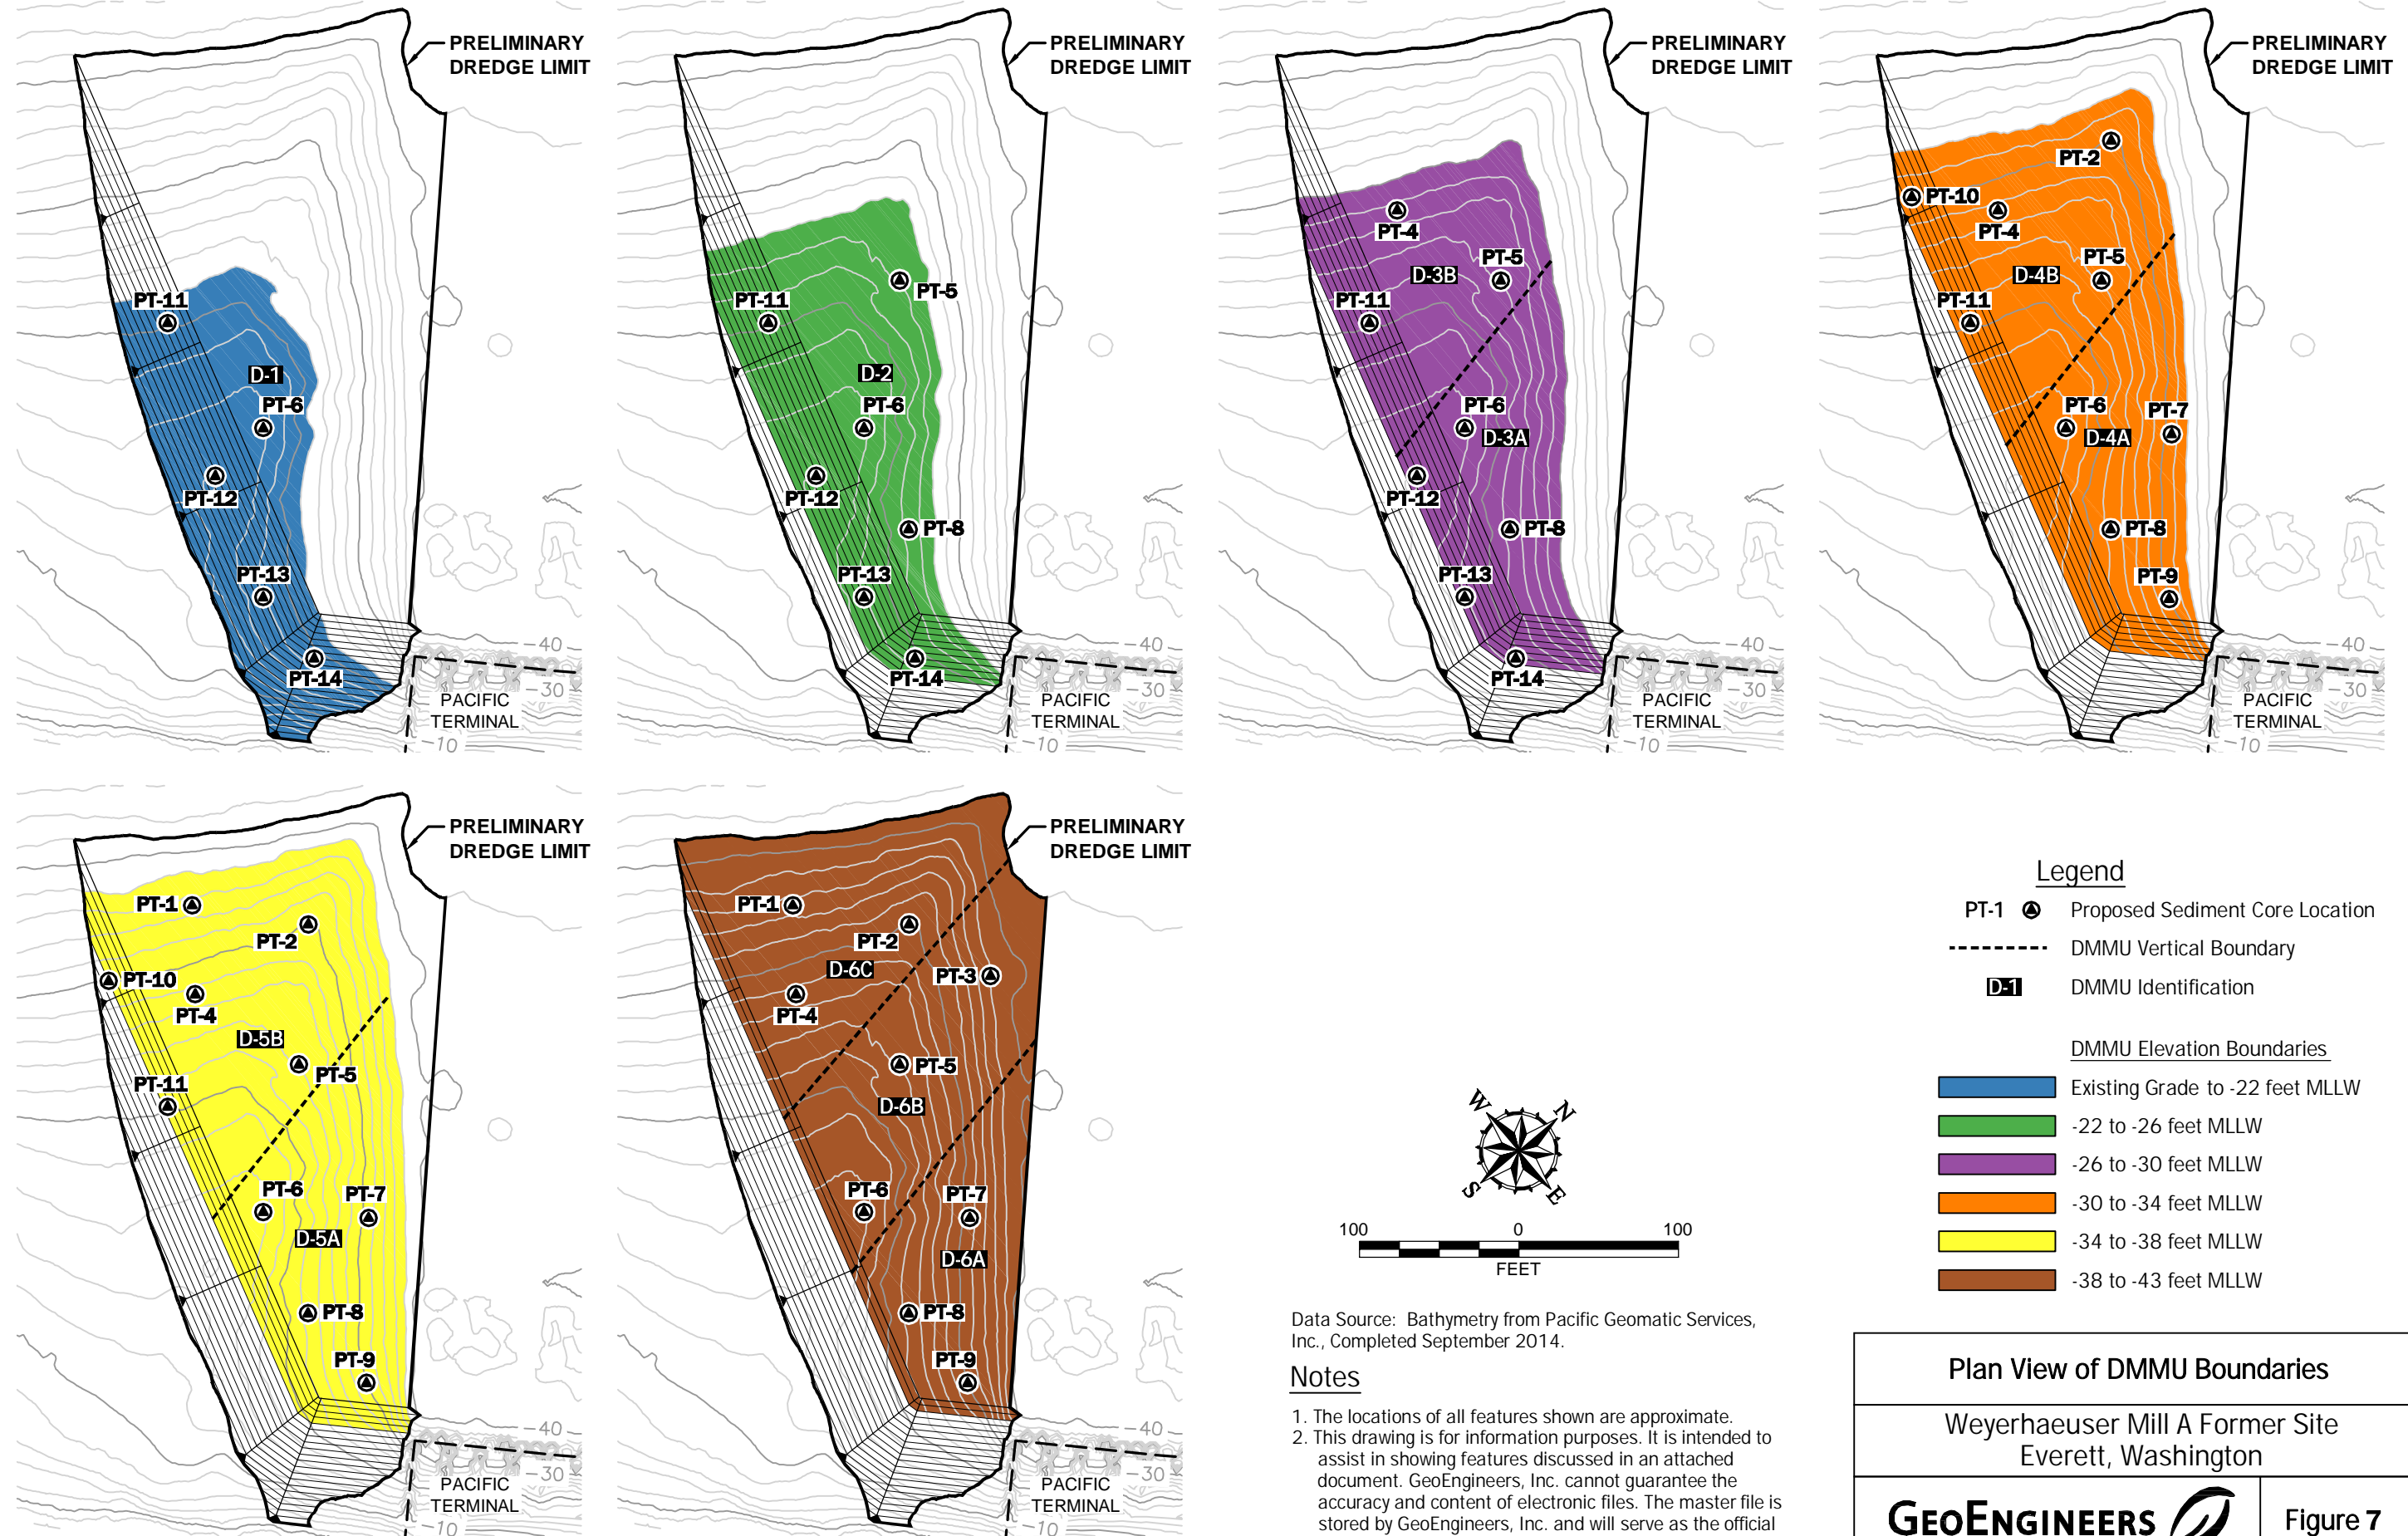 PRELIMINARY
DREDGE LIMIT
PT-11
D-1
PT-6
PT-12
PT-13
PT-14
-40
-30
PACIFIC
TERMINAL
-10
PRELIMINARY
DREDGE LIMIT
PT-5
PT-11
D-2
PT-6
PT-12
PT-8
PT-13
PT-14
-40
-30
PACIFIC
TERMINAL
-10
PRELIMINARY
DREDGE LIMIT
PT-4
PT-5
D-3B
PT-11
PT-6
D-3A
PT-12
PT-8
PT-13
PT-14
-40
-30
PACIFIC
TERMINAL
-10
PRELIMINARY
DREDGE LIMIT
PT-2
PT-10
PT-4
PT-5
D-4B
PT-11
PT-6
PT-7
D-4A
PT-8
PT-9
-40
-30
PACIFIC
TERMINAL
-10
PRELIMINARY
DREDGE LIMIT
PT-1
PT-2
PT-10
PT-4
D-5B
PT-5
PT-11
PT-6
PT-7
D-5A
PT-8
PT-9
-40
-30
PACIFIC
TERMINAL
-10
PRELIMINARY
DREDGE LIMIT
PT-1
PT-2
D-6C
PT-3
PT-4
PT-5
D-6B
PT-6
PT-7
D-6A
PT-8
PT-9
-40
-30
PACIFIC
TERMINAL
-10
W
N
S
E
100 0 100
FEET
Data Source: Bathymetry from Pacific Geomatic Services,
Inc., Completed September 2014.
Notes
1. The locations of all features shown are approximate.
2. This drawing is for information purposes. It is intended to
assist in showing features discussed in an attached
document. GeoEngineers, Inc. cannot guarantee the
accuracy and content of electronic files. The master file is
stored by GeoEngineers, Inc. and will serve as the official
Legend
PT-1 Proposed Sediment Core Location
DMMU Vertical Boundary
D-1 DMMU Identification
DMMU Elevation Boundaries
Existing Grade to -22 feet MLLW
-22 to -26 feet MLLW
-26 to -30 feet MLLW
-30 to -34 feet MLLW
-34 to -38 feet MLLW
-38 to -43 feet MLLW
Plan View of DMMU Boundaries
Weyerhaeuser Mill A Former Site
Everett, Washington
GEOENGINEERS
Figure 7